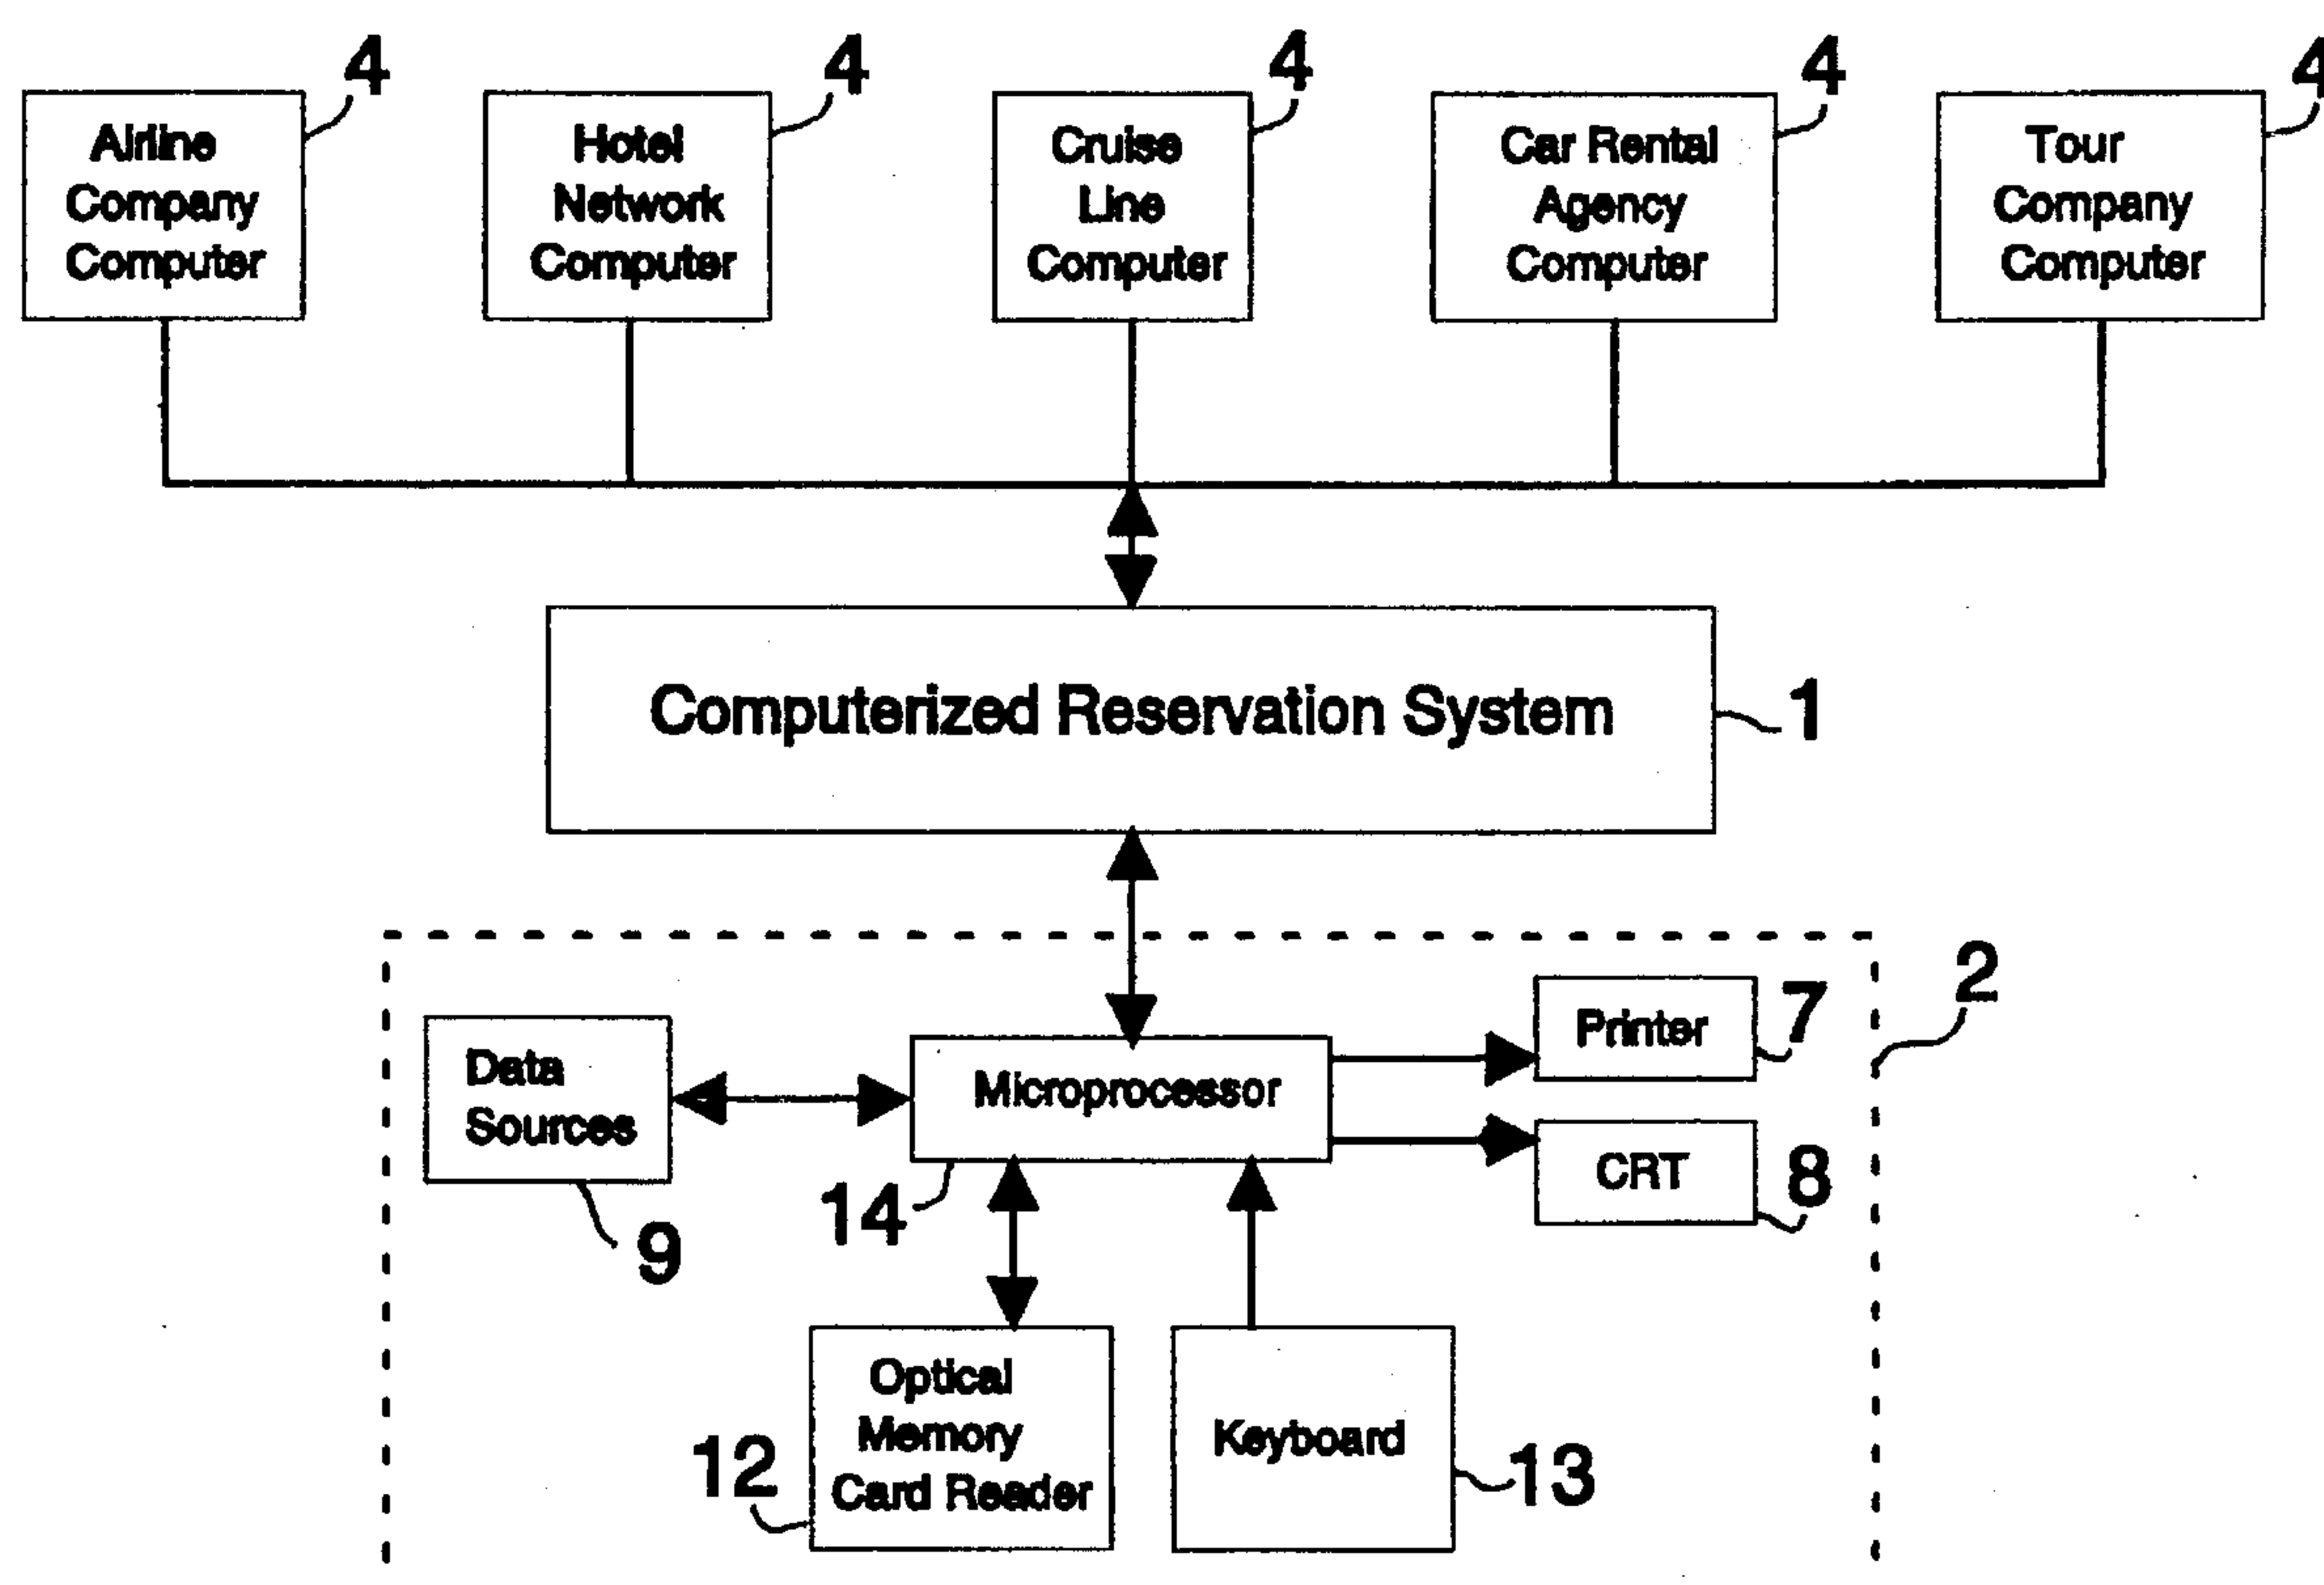 4
4
4
4
4
Airline
Company
Computer
Hotel
Network
Computer
Cruise
Line
Computer
Car Rental
Agency
Computer
Tour
Company
Computer
Computerized Reservation System
1
2
Data
Sources
9
Microprocessor
14
Printer
7
CRT
8
Optical
Memory
Card Reader
12
Keyboard
13